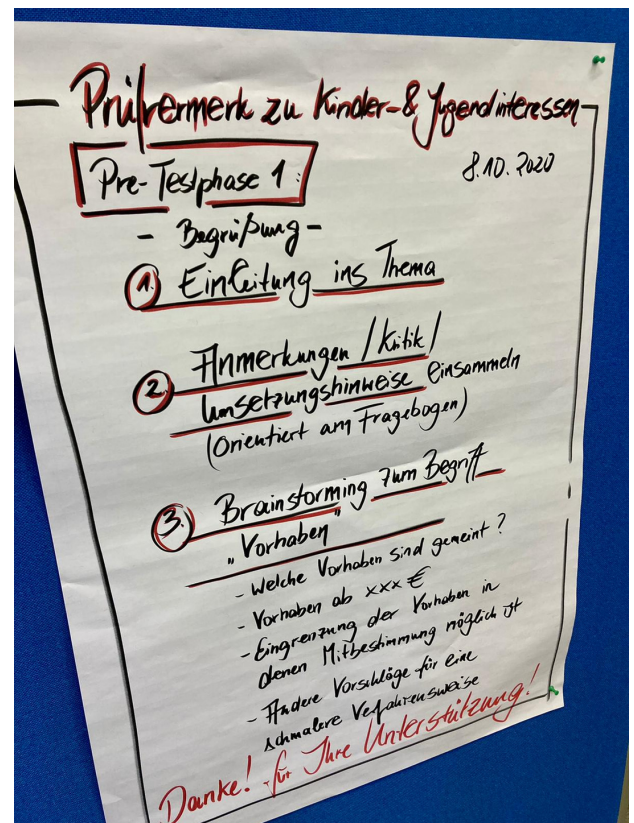 Prüfvermerk zu Kinder- & Jugendinteressen
Pre-Testphase 1:
8.10.2020
- Begrüßung -
1. Einleitung ins Thema
2. Anmerkungen / Kritik /
Umsetzungshinweise einsammeln
(Orientiert am Fragebogen)
3. Brainstorming zum Begriff
"Vorhaben"
- Welche Vorhaben sind gemeint?
- Vorhaben ab xxx €
- Eingrenzung der Vorhaben in
denen Mitbestimmung möglich ist
- Andere Vorschläge für eine
schmalere Verfahrensweise
Danke! für Ihre Unterstützung!